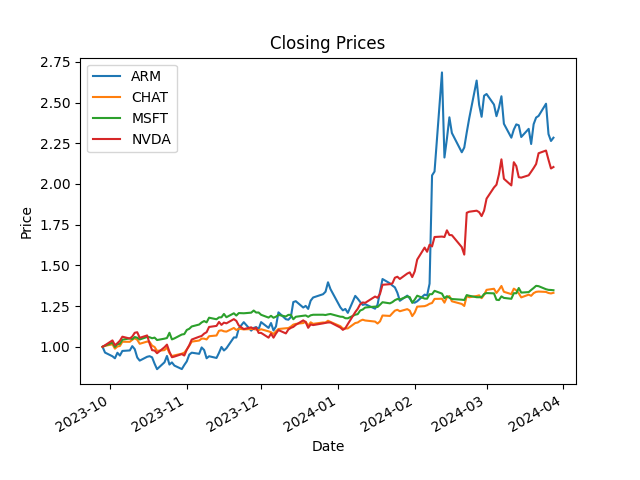 Closing Prices
ARM
CHAT
MSFT
NVDA
2.75
2.50
2.25
2.00
1.75
1.50
1.25
1.00
Price
2023-10
2023-11
2023-12
2024-01
2024-02
2024-03
2024-04
Date